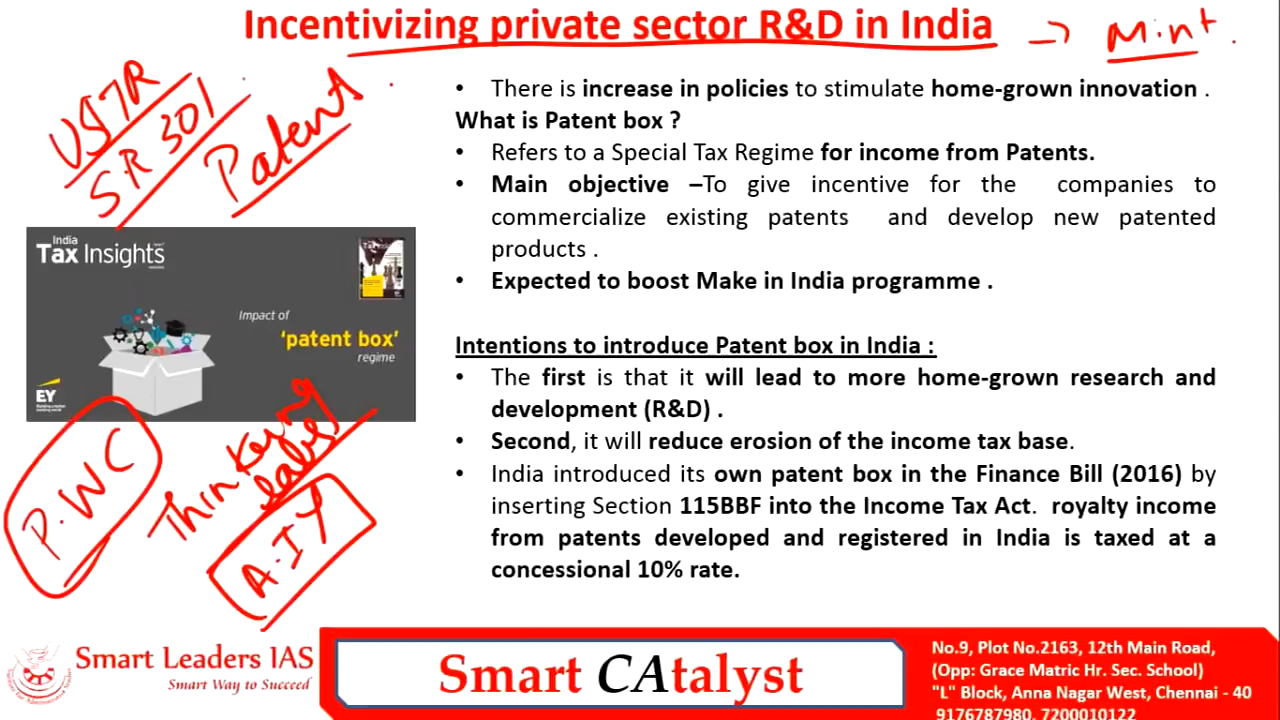 Incentivizing private sector R&D in India → Mint.
USTR
S.R 301
Patent
• There is increase in policies to stimulate home-grown innovation .
What is Patent box ?
• Refers to a Special Tax Regime for income from Patents.
• Main objective –To give incentive for the companies to
commercialize existing patents and develop new patented
products .
• Expected to boost Make in India programme .
India
Tax Insights
Impact of
'patent box'
regime
EY
P.WC
Thinkering
labs
A.I
Intentions to introduce Patent box in India :
• The first is that it will lead to more home-grown research and
development (R&D) .
• Second, it will reduce erosion of the income tax base.
• India introduced its own patent box in the Finance Bill (2016) by
inserting Section 115BBF into the Income Tax Act. royalty income
from patents developed and registered in India is taxed at a
concessional 10% rate.
Smart Leaders IAS
Smart Way to Succeed
Smart CAtalyst
No.9, Plot No.2163, 12th Main Road,
(Opp: Grace Matric Hr. Sec. School)
"L" Block, Anna Nagar West, Chennai - 40
9176787980, 7200010122